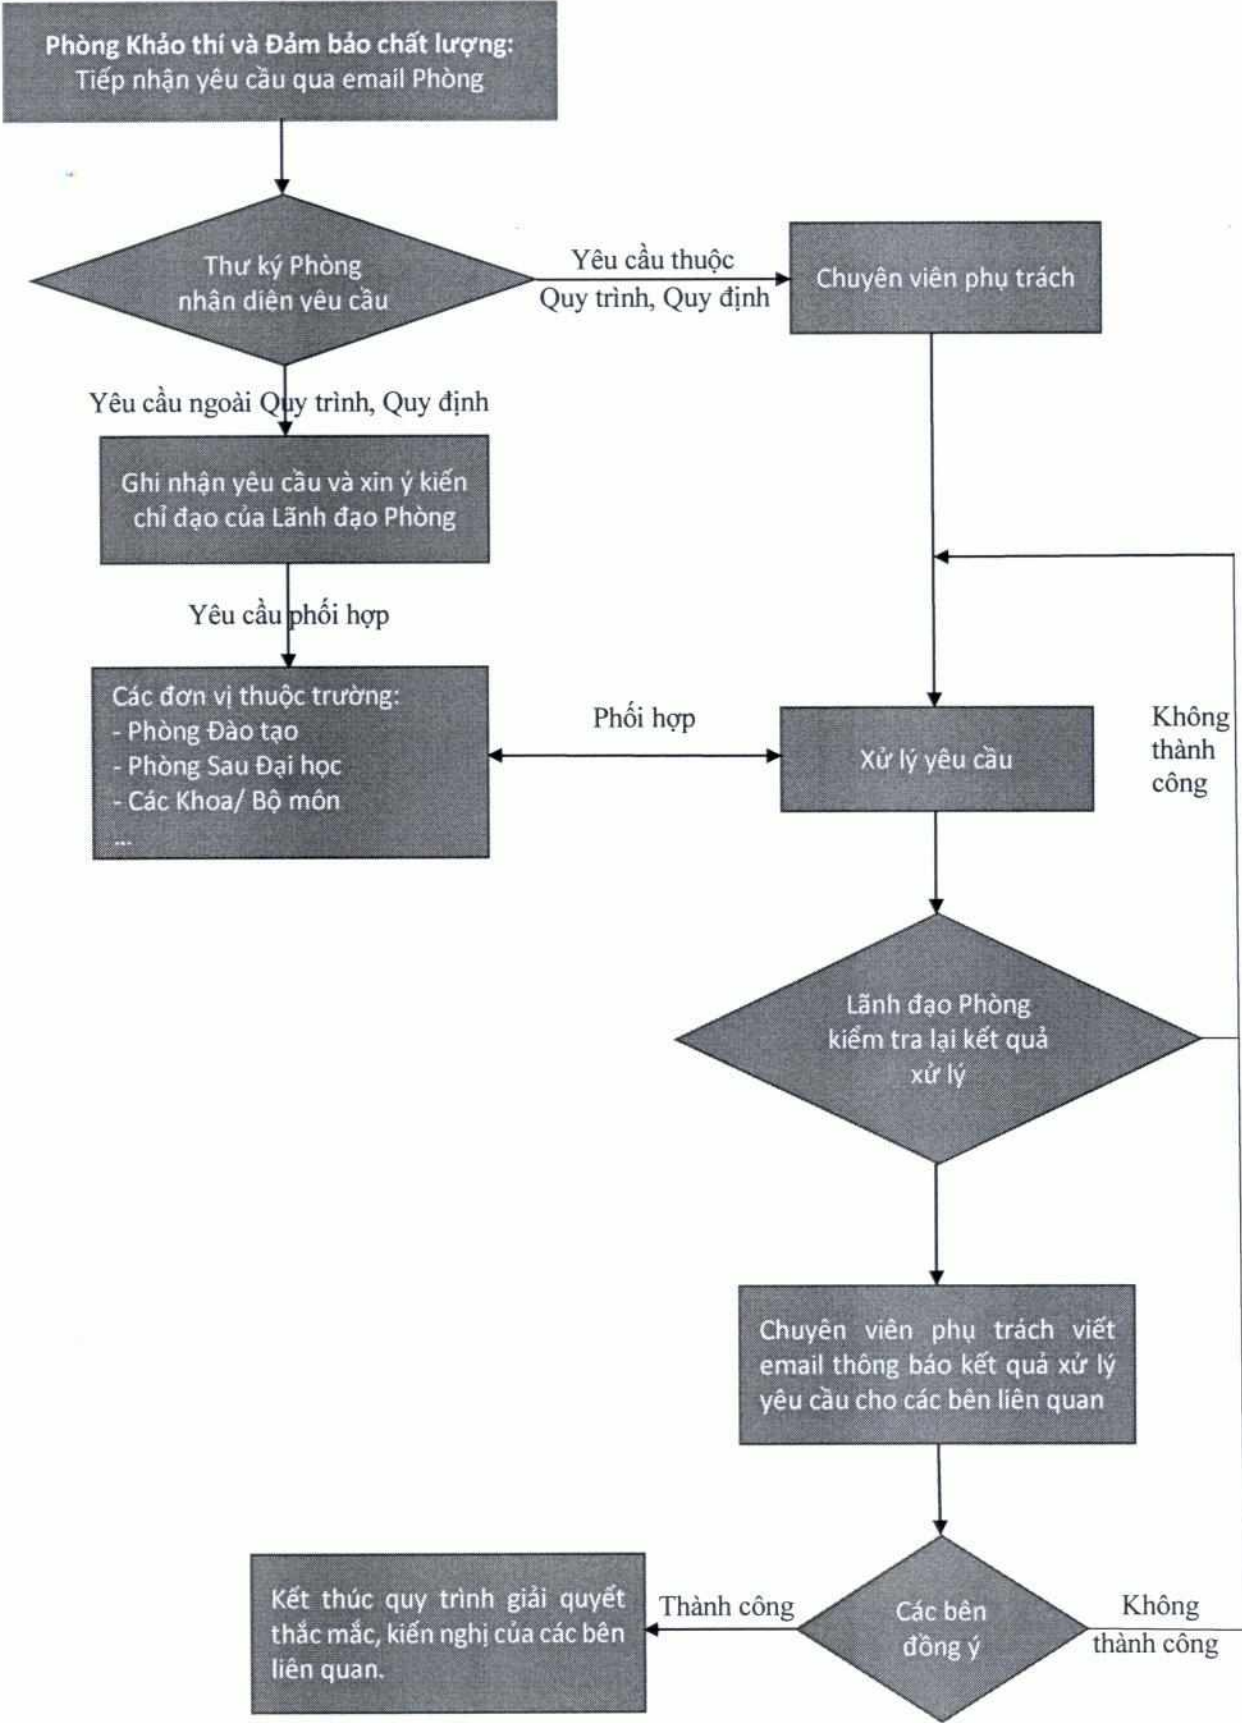 Phòng Khảo thí và Đảm bảo chất lượng:
Tiếp nhận yêu cầu qua email Phòng
Thư ký Phòng
nhận diện yêu cầu
Yêu cầu thuộc
Quy trình, Quy định
Chuyên viên phụ trách
Yêu cầu ngoài Quy trình, Quy định
Ghi nhận yêu cầu và xin ý kiến
chỉ đạo của Lãnh đạo Phòng
Yêu cầu phối hợp
Các đơn vị thuộc trường:
- Phòng Đào tạo
- Phòng Sau Đại học
- Các Khoa/ Bộ môn
...
Phối hợp
Xử lý yêu cầu
Không
thành
công
Lãnh đạo Phòng
kiểm tra lại kết quả
xử lý
Chuyên viên phụ trách viết
email thông báo kết quả xử lý
yêu cầu cho các bên liên quan
Kết thúc quy trình giải quyết
thắc mắc, kiến nghị của các bên
liên quan.
Thành công
Các bên
đồng ý
Không
thành công